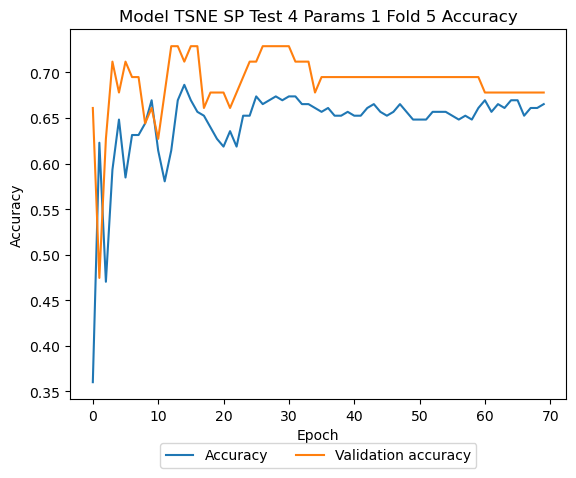 Model TSNE SP Test 4 Params 1 Fold 5 Accuracy
0.70
0.65
0.60
0.55
0.50
0.45
0.40
0.35
Accuracy
0 10 20 30 40 50 60 70
Epoch
Accuracy Validation accuracy